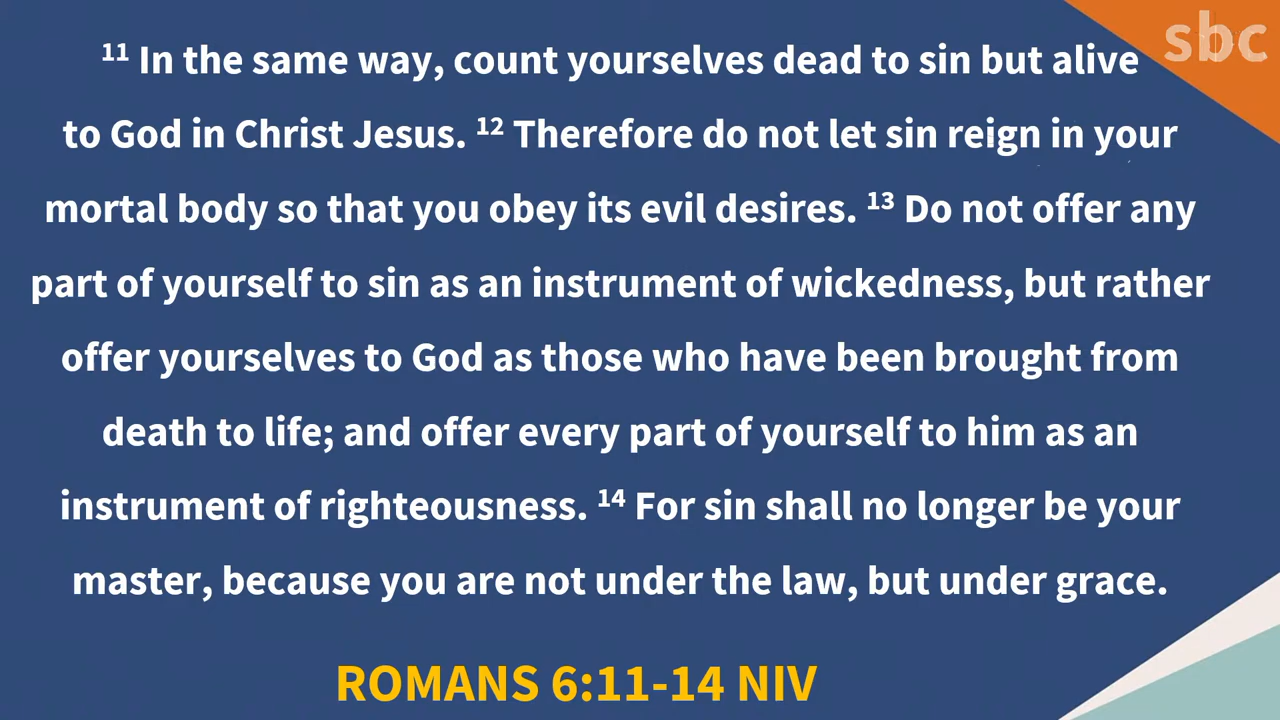 sbc
¹¹ In the same way, count yourselves dead to sin but alive
to God in Christ Jesus. ¹² Therefore do not let sin reign in your
mortal body so that you obey its evil desires. ¹³ Do not offer any
part of yourself to sin as an instrument of wickedness, but rather
offer yourselves to God as those who have been brought from
death to life; and offer every part of yourself to him as an
instrument of righteousness. ¹⁴ For sin shall no longer be your
master, because you are not under the law, but under grace.
ROMANS 6:11-14 NIV